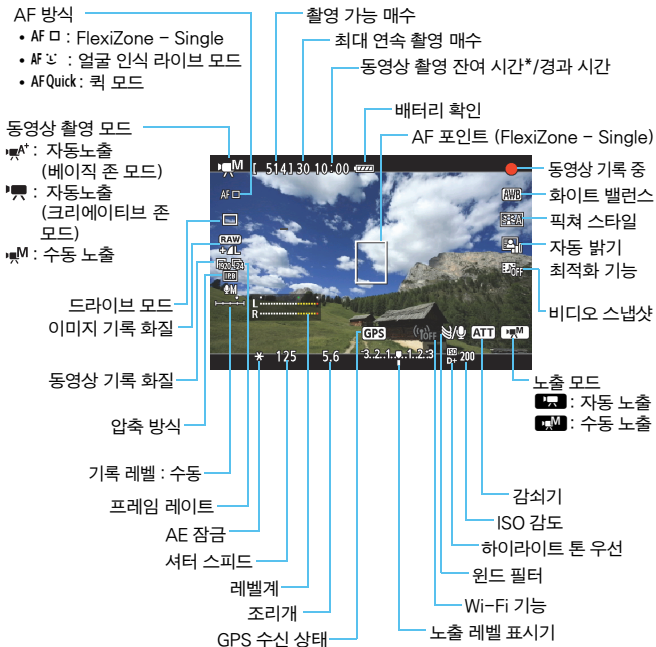 AF 방식
• AF □ : FlexiZone – Single
• AF : 얼굴 인식 라이브 모드
• AFQuick : 퀵 모드
촬영 가능 매수
최대 연속 촬영 매수
동영상 촬영 잔여 시간*/경과 시간
배터리 확인
AF 포인트 (FlexiZone – Single)
동영상 촬영 모드
A+ : 자동노출
(베이직 존 모드)
: 자동노출
(크리에이티브 존
모드)
M : 수동 노출
M [ 514]30 10:00
AF □
RAW
+ L
IPB
M
L
R
AWB
OFF
GPS
OFF
ATT
M
* 125 5.6 -3.2.1. .1.2.3 ISO D+ 200
동영상 기록 중
화이트 밸런스
픽쳐 스타일
자동 밝기
최적화 기능
비디오 스냅샷
드라이브 모드
이미지 기록 화질
동영상 기록 화질
압축 방식
기록 레벨 : 수동
프레임 레이트
AE 잠금
셔터 스피드
레벨계
조리개
GPS 수신 상태
노출 모드
: 자동 노출
M : 수동 노출
감쇠기
ISO 감도
하이라이트 톤 우선
윈드 필터
Wi-Fi 기능
노출 레벨 표시기